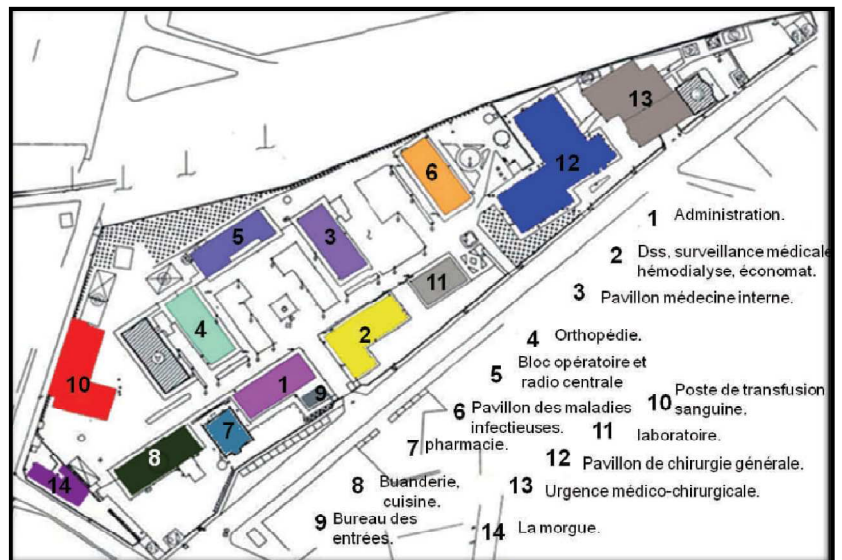 13
12
6
3
5
11
4
2
10
1
9
7
8
14
1 Administration.
2 Dss, surveillance médicale
hémodialyse, économat.
3 Pavillon médecine interne.
4 Orthopédie.
5 Bloc opératoire et
radio centrale
6 Pavillon des maladies
infectieuses.
7 pharmacie.
8 Buanderie,
cuisine.
9 Bureau des
entrées.
10 Poste de transfusion
sanguine.
11 laboratoire.
12 Pavillon de chirurgie générale.
13 Urgence médico-chirurgicale.
14 La morgue.